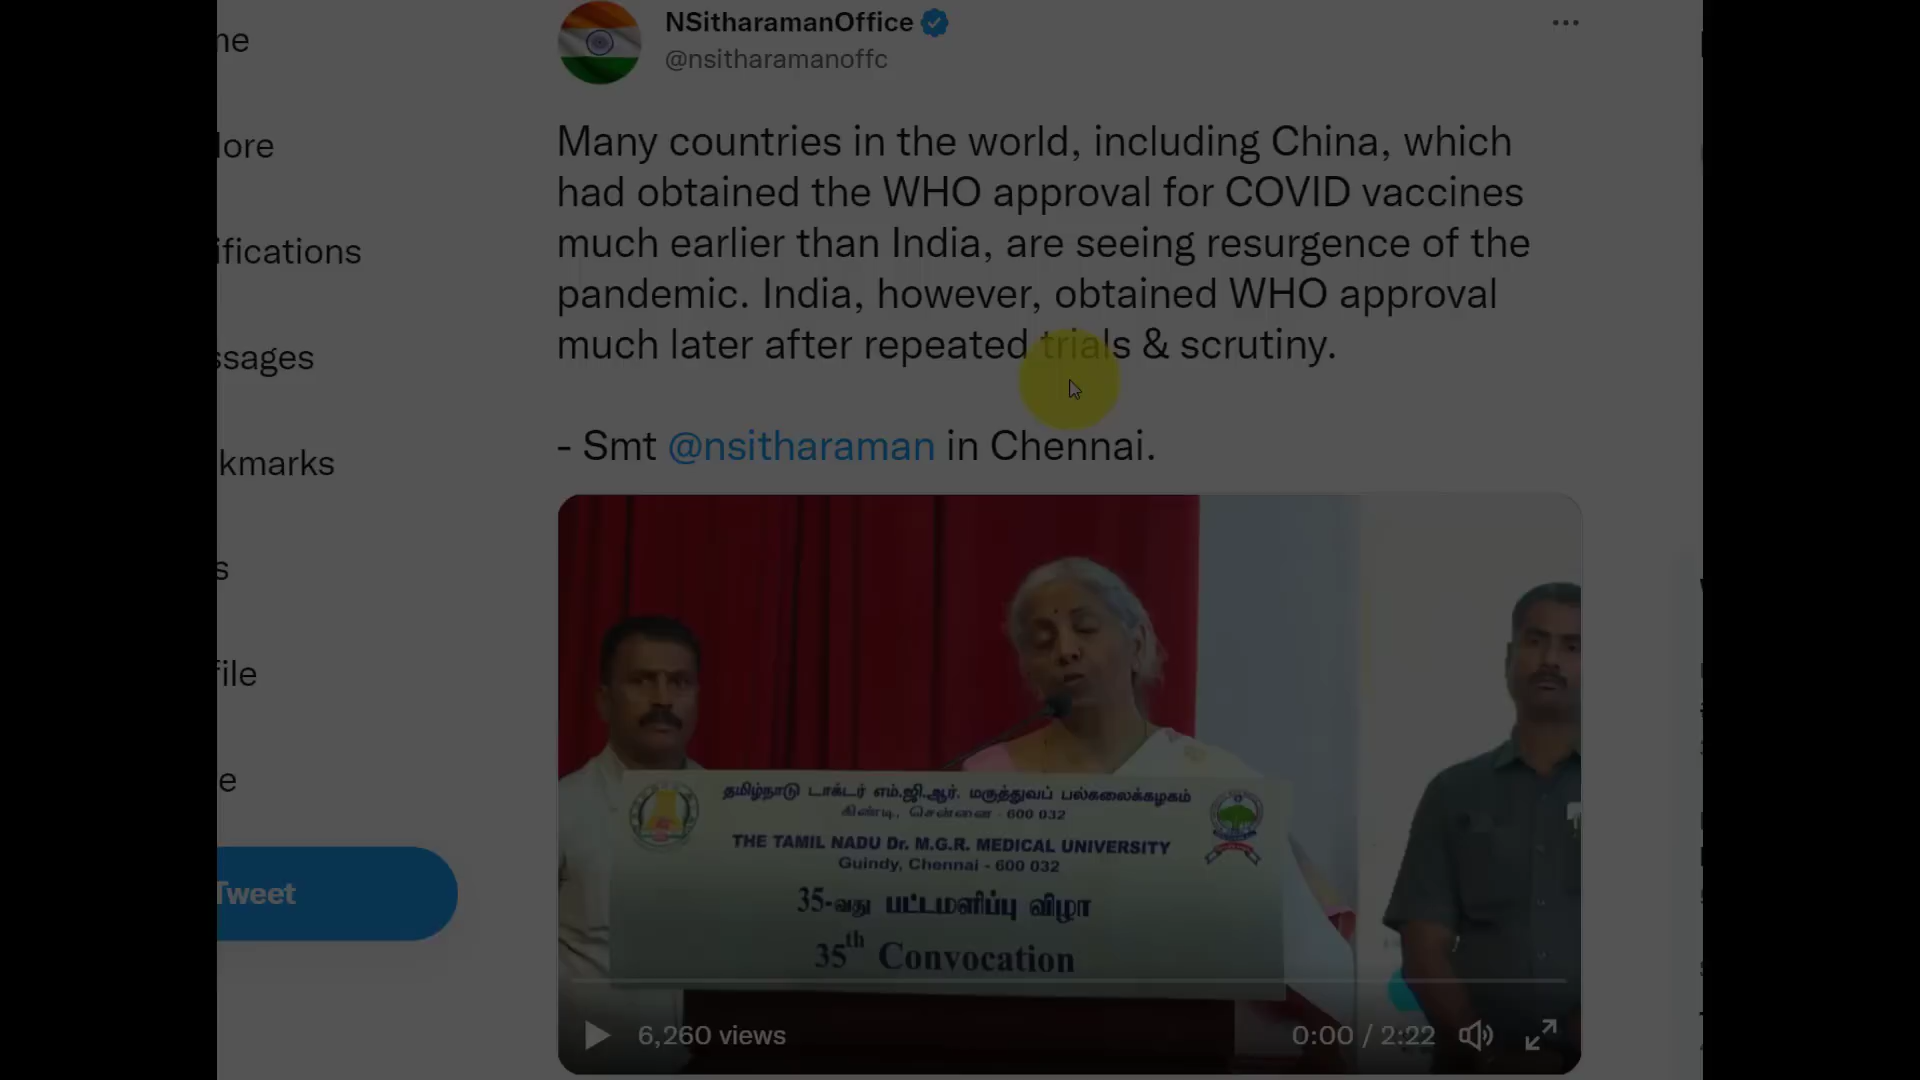 NSitharamanOffice
@nsitharamanoffc
Many countries in the world, including China, which
had obtained the WHO approval for COVID vaccines
much earlier than India, are seeing resurgence of the
pandemic. India, however, obtained WHO approval
much later after repeated trials & scrutiny.
- Smt @nsitharaman in Chennai.
ifications
ssages
kmarks
file
Tweet
தமிழ்நாடு டாக்டர் எம்.ஜி.ஆர். மருத்துவப் பல்கலைக்கழகம்
கிண்டி, சென்னை - 600 032
THE TAMIL NADU Dr. M.G.R. MEDICAL UNIVERSITY
Guindy, Chennai - 600 032
35-வது பட்டமளிப்பு விழா
35th Convocation
6,260 views
0:00 / 2:22